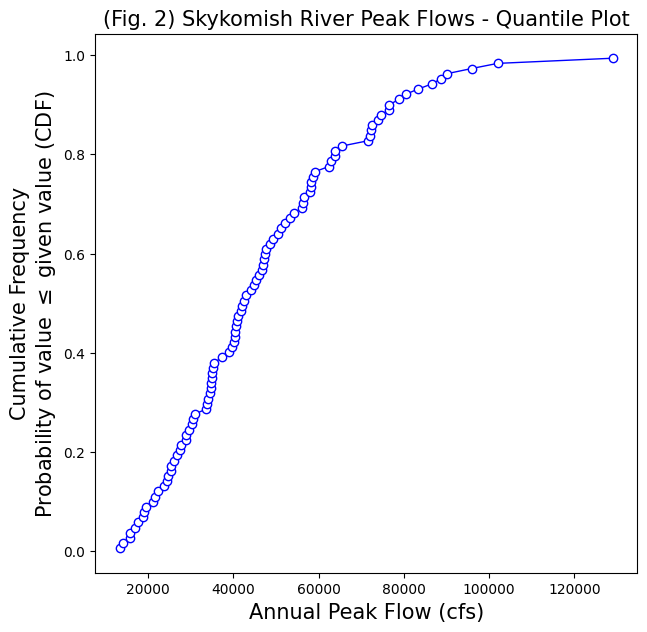 (Fig. 2) Skykomish River Peak Flows - Quantile Plot
Cumulative Frequency
Probability of value ≤ given value (CDF)
1.0
0.8
0.6
0.4
0.2
0.0
20000 40000 60000 80000 100000 120000
Annual Peak Flow (cfs)